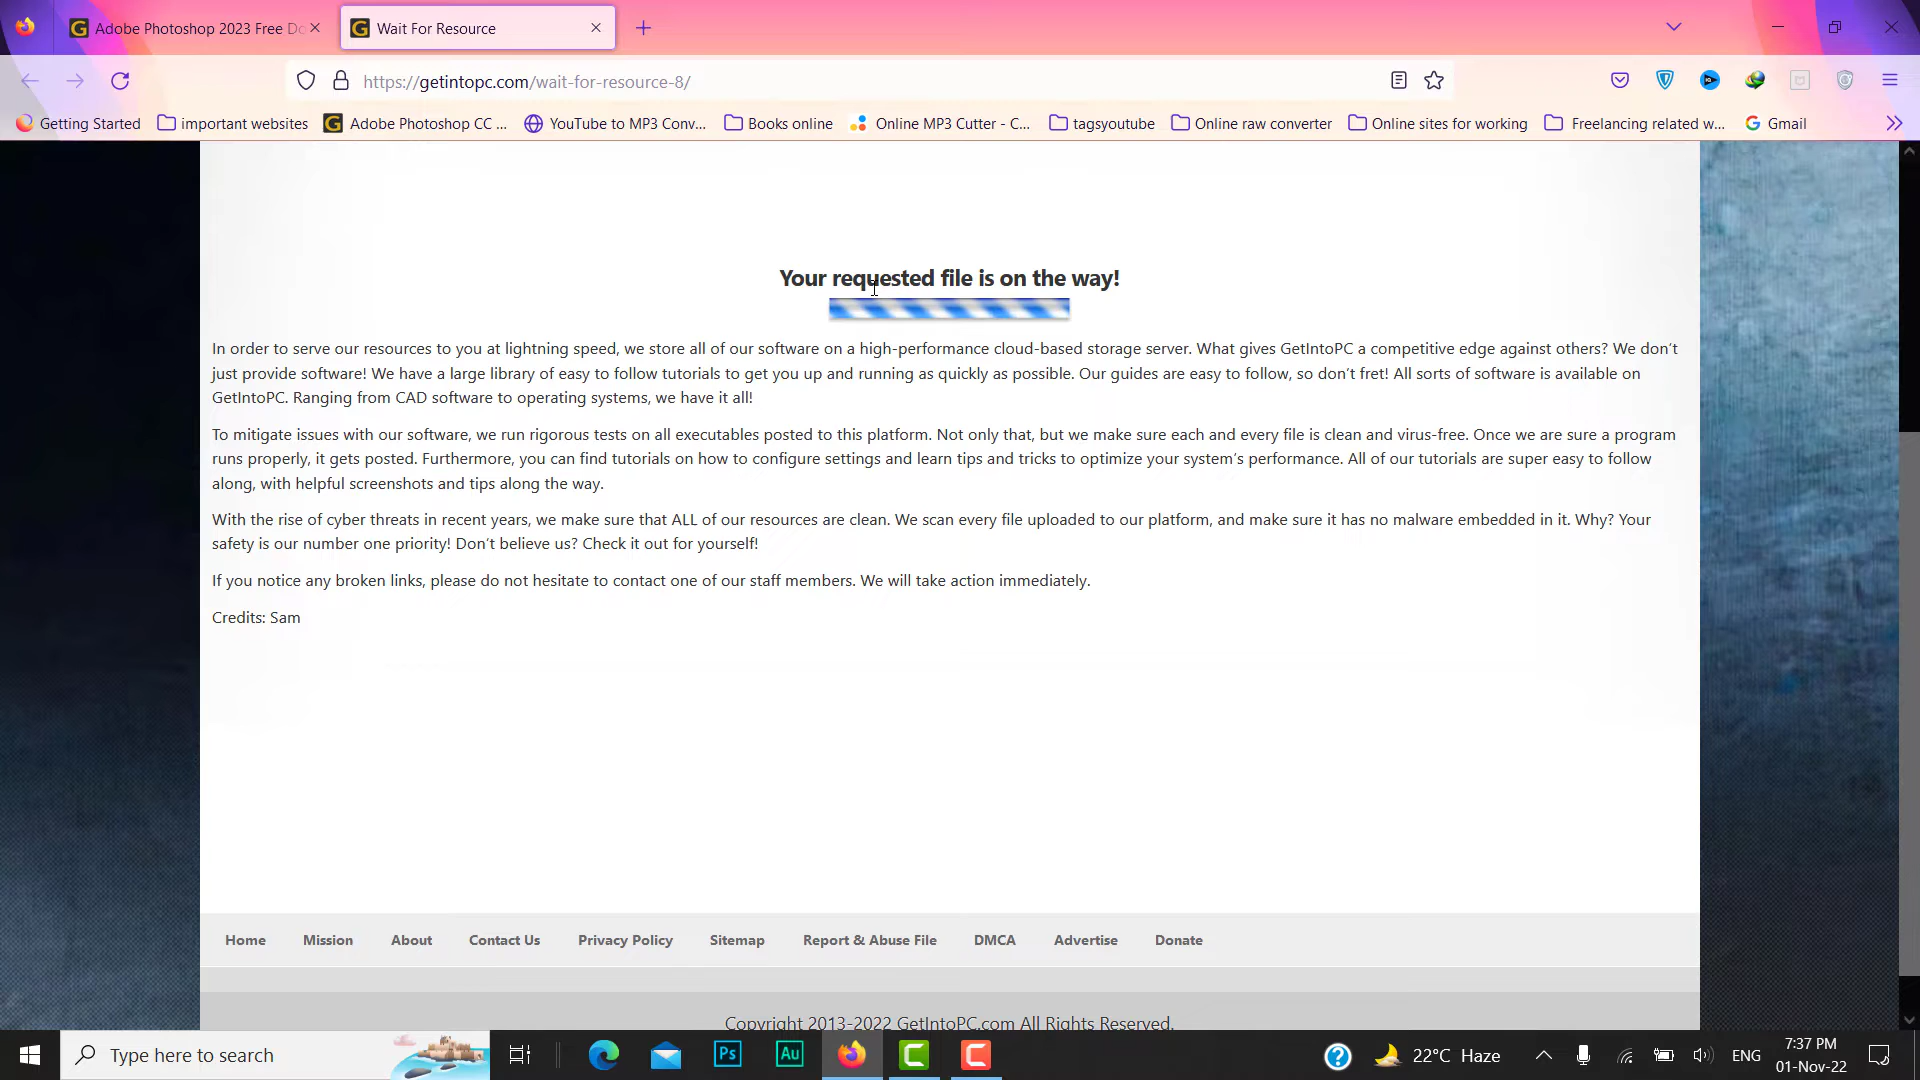 Adobe Photoshop 2023 Free Do
Wait For Resource
https://getintopc.com/wait-for-resource-8/
Getting Started
important websites
Adobe Photoshop CC ...
YouTube to MP3 Conv...
Books online
Online MP3 Cutter - C...
tagsyoutube
Online raw converter
Online sites for working
Freelancing related w...
Gmail
Your requested file is on the way!
In order to serve our resources to you at lightning speed, we store all of our software on a high-performance cloud-based storage server. What gives GetIntoPC a competitive edge against others? We don't
just provide software! We have a large library of easy to follow tutorials to get you up and running as quickly as possible. Our guides are easy to follow, so don't fret! All sorts of software is available on
GetIntoPC. Ranging from CAD software to operating systems, we have it all!
To mitigate issues with our software, we run rigorous tests on all executables posted to this platform. Not only that, but we make sure each and every file is clean and virus-free. Once we are sure a program
runs properly, it gets posted. Furthermore, you can find tutorials on how to configure settings and learn tips and tricks to optimize your system's performance. All of our tutorials are super easy to follow
along, with helpful screenshots and tips along the way.
With the rise of cyber threats in recent years, we make sure that ALL of our resources are clean. We scan every file uploaded to our platform, and make sure it has no malware embedded in it. Why? Your
safety is our number one priority! Don't believe us? Check it out for yourself!
If you notice any broken links, please do not hesitate to contact one of our staff members. We will take action immediately.
Credits: Sam
Home
Mission
About
Contact Us
Privacy Policy
Sitemap
Report & Abuse File
DMCA
Advertise
Donate
Copyright 2013-2022 GetIntoPC.com All Rights Reserved.
Type here to search
Ps
Au
22°C Haze
ENG
7:37 PM
01-Nov-22